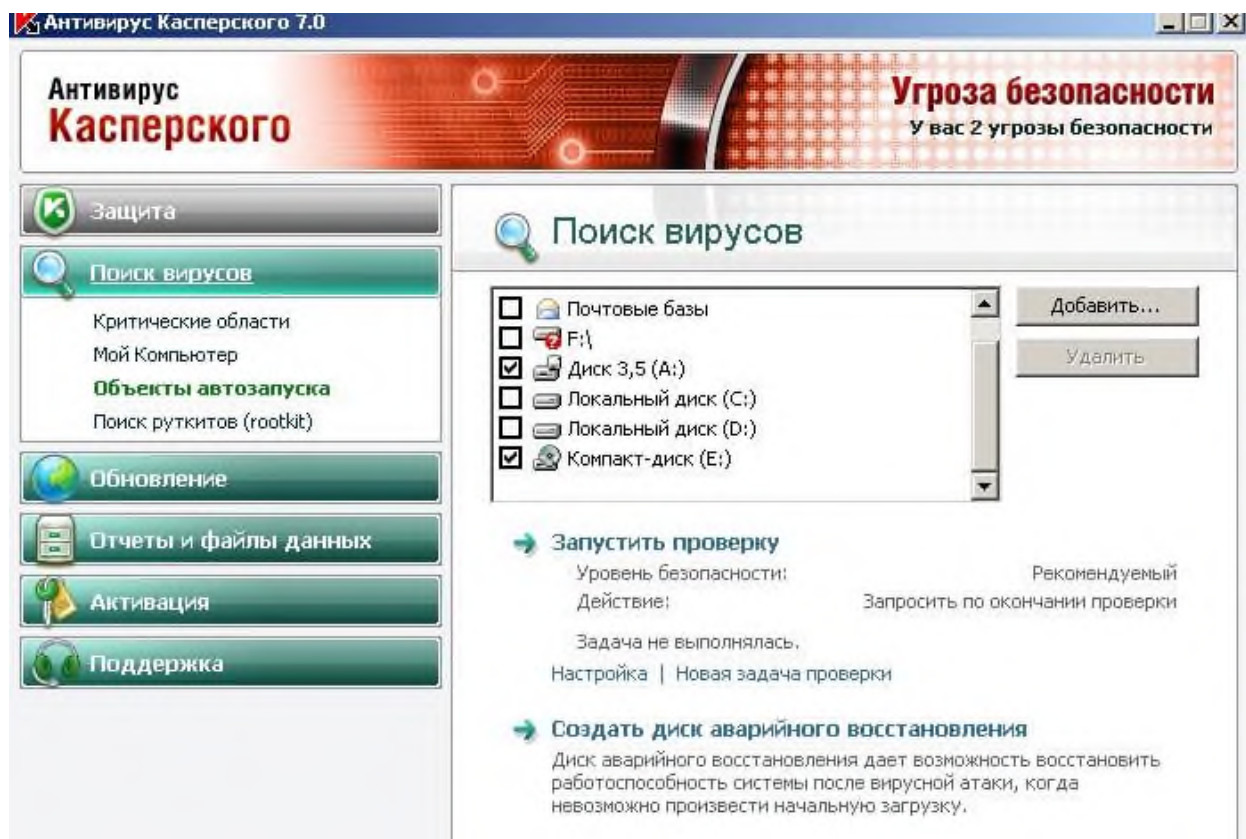 Антивирус Касперского 7.0
Антивирус
Касперского
Угроза безопасности
У вас 2 угрозы безопасности
Защита
Поиск вирусов
Критические области
Мой Компьютер
Объекты автозапуска
Поиск руткитов (rootkit)
Обновление
Отчеты и файлы данных
Активация
Поддержка
Поиск вирусов
Почтовые базы
F:\
Диск 3,5 (A:)
Локальный диск (C:)
Локальный диск (D:)
Компакт-диск (E:)
Добавить...
Удалить
Запустить проверку
Уровень безопасности: Рекомендуемый
Действие: Запросить по окончании проверки
Задача не выполнялась.
Настройка | Новая задача проверки
Создать диск аварийного восстановления
Диск аварийного восстановления дает возможность восстановить
работоспособность системы после вирусной атаки, когда
невозможно произвести начальную загрузку.